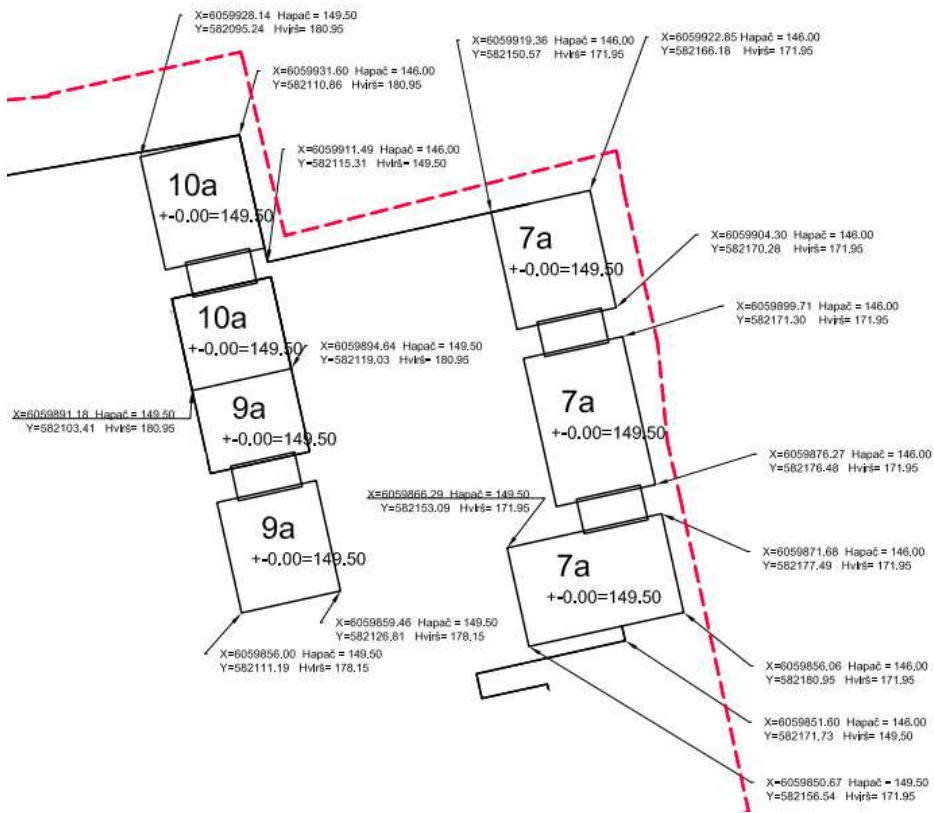 X=6059928.14 Hapač = 149.50
Y=582095.24 Hvirš= 180.95
X=6059931.60 Hapač = 146.00
Y=582110.86 Hvirš= 180.95
X=6059919.36 Hapač = 146.00
Y=582150.57 Hvirš= 171.95
X=6059922.85 Hapač = 146.00
Y=582166.18 Hvirš= 171.95
X=6059911.49 Hapač = 146.00
Y=582115.31 Hvirš= 149.50
10a
+-0.00=149.50
7a
+-0.00=149.50
X=6059904.30 Hapač = 146.00
Y=582170.28 Hvirš= 171.95
10a
+-0.00=149.50
X=6059899.71 Hapač = 146.00
Y=582171.30 Hvirš= 171.95
X=6059894.64 Hapač = 149.50
Y=582119.03 Hvirš= 180.95
X=6059891.18 Hapač = 149.50
Y=582103.41 Hvirš= 180.95
9a
+-0.00=149.50
7a
+-0.00=149.50
X=6059876.27 Hapač = 146.00
Y=582176.48 Hvirš= 171.95
X=6059866.29 Hapač = 149.50
Y=582153.09 Hvirš= 171.95
9a
+-0.00=149.50
X=6059871.68 Hapač = 146.00
Y=582177.49 Hvirš= 171.95
7a
+-0.00=149.50
X=6059859.46 Hapač = 149.50
Y=582126.81 Hvirš= 178.15
X=6059856.00 Hapač = 149.50
Y=582111.19 Hvirš= 178.15
X=6059856.06 Hapač = 146.00
Y=582180.95 Hvirš= 171.95
X=6059851.60 Hapač = 146.00
Y=582171.73 Hvirš= 149.50
X=6059850.67 Hapač = 149.50
Y=582156.54 Hvirš= 171.95